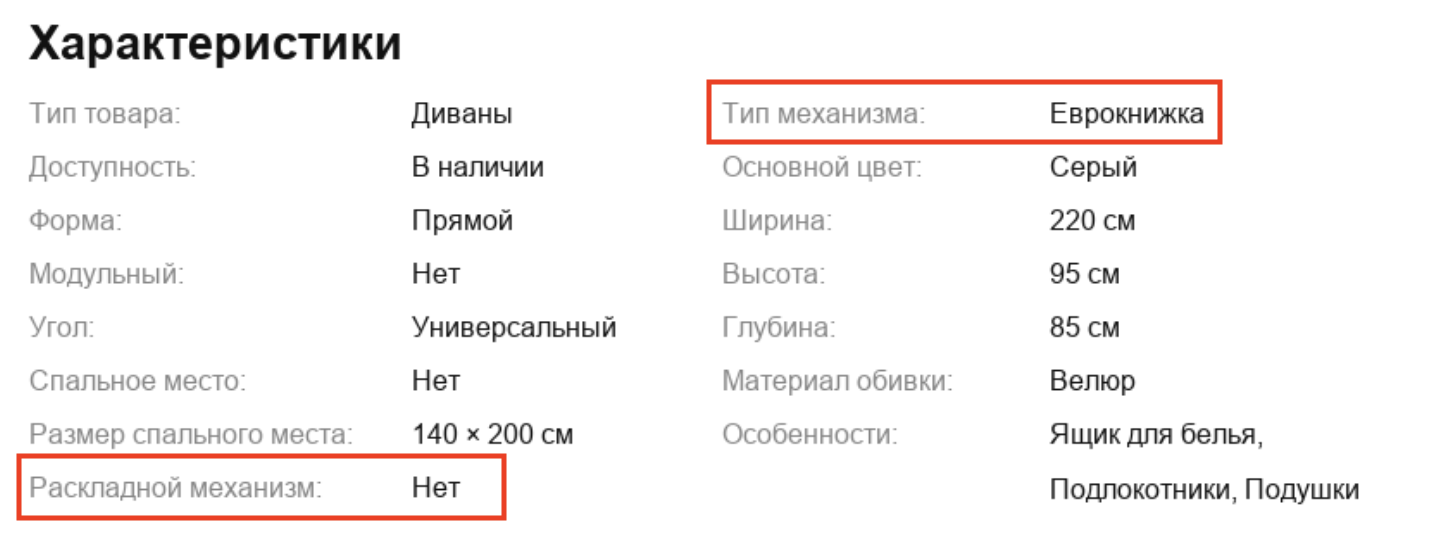 Характеристики
Тип товара: Диваны
Доступность: В наличии
Форма: Прямой
Модульный: Нет
Угол: Универсальный
Спальное место: Нет
Размер спального места: 140 × 200 см
Раскладной механизм: Нет
Тип механизма: Еврокнижка
Основной цвет: Серый
Ширина: 220 см
Высота: 95 см
Глубина: 85 см
Материал обивки: Велюр
Особенности: Ящик для белья,
Подлокотники, Подушки